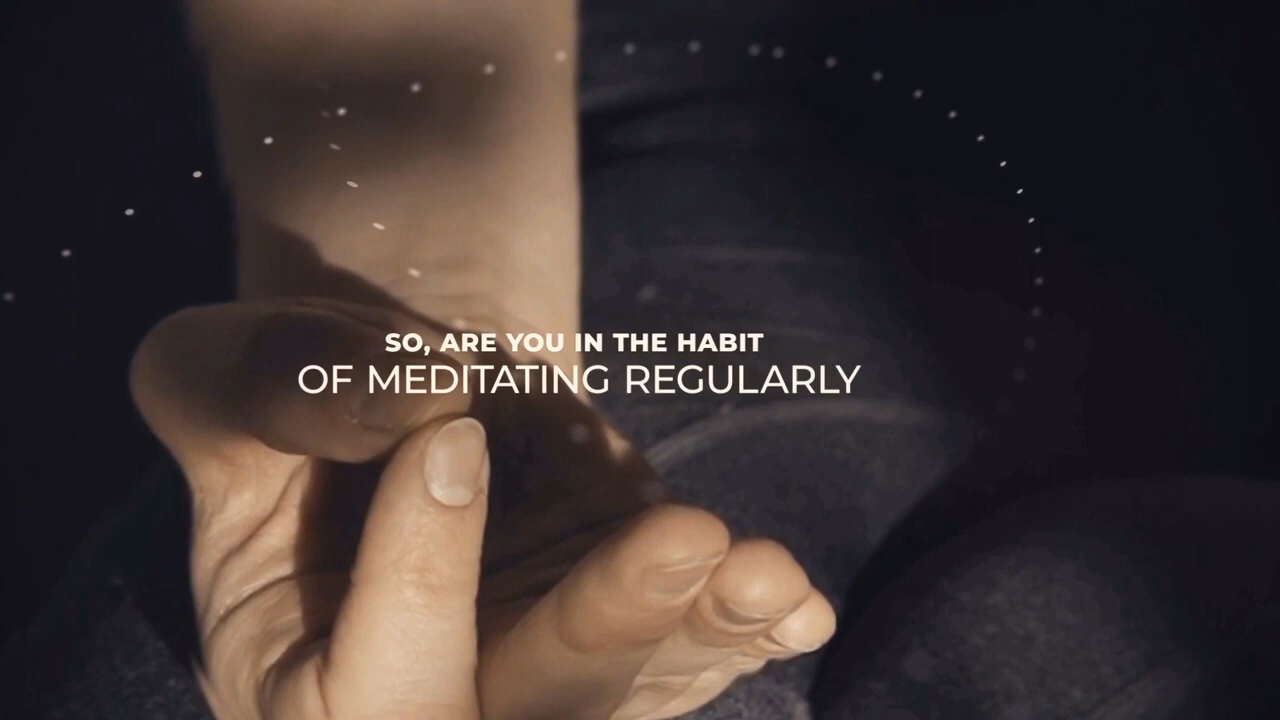 SO, ARE YOU IN THE HABIT
OF MEDITATING REGULARLY